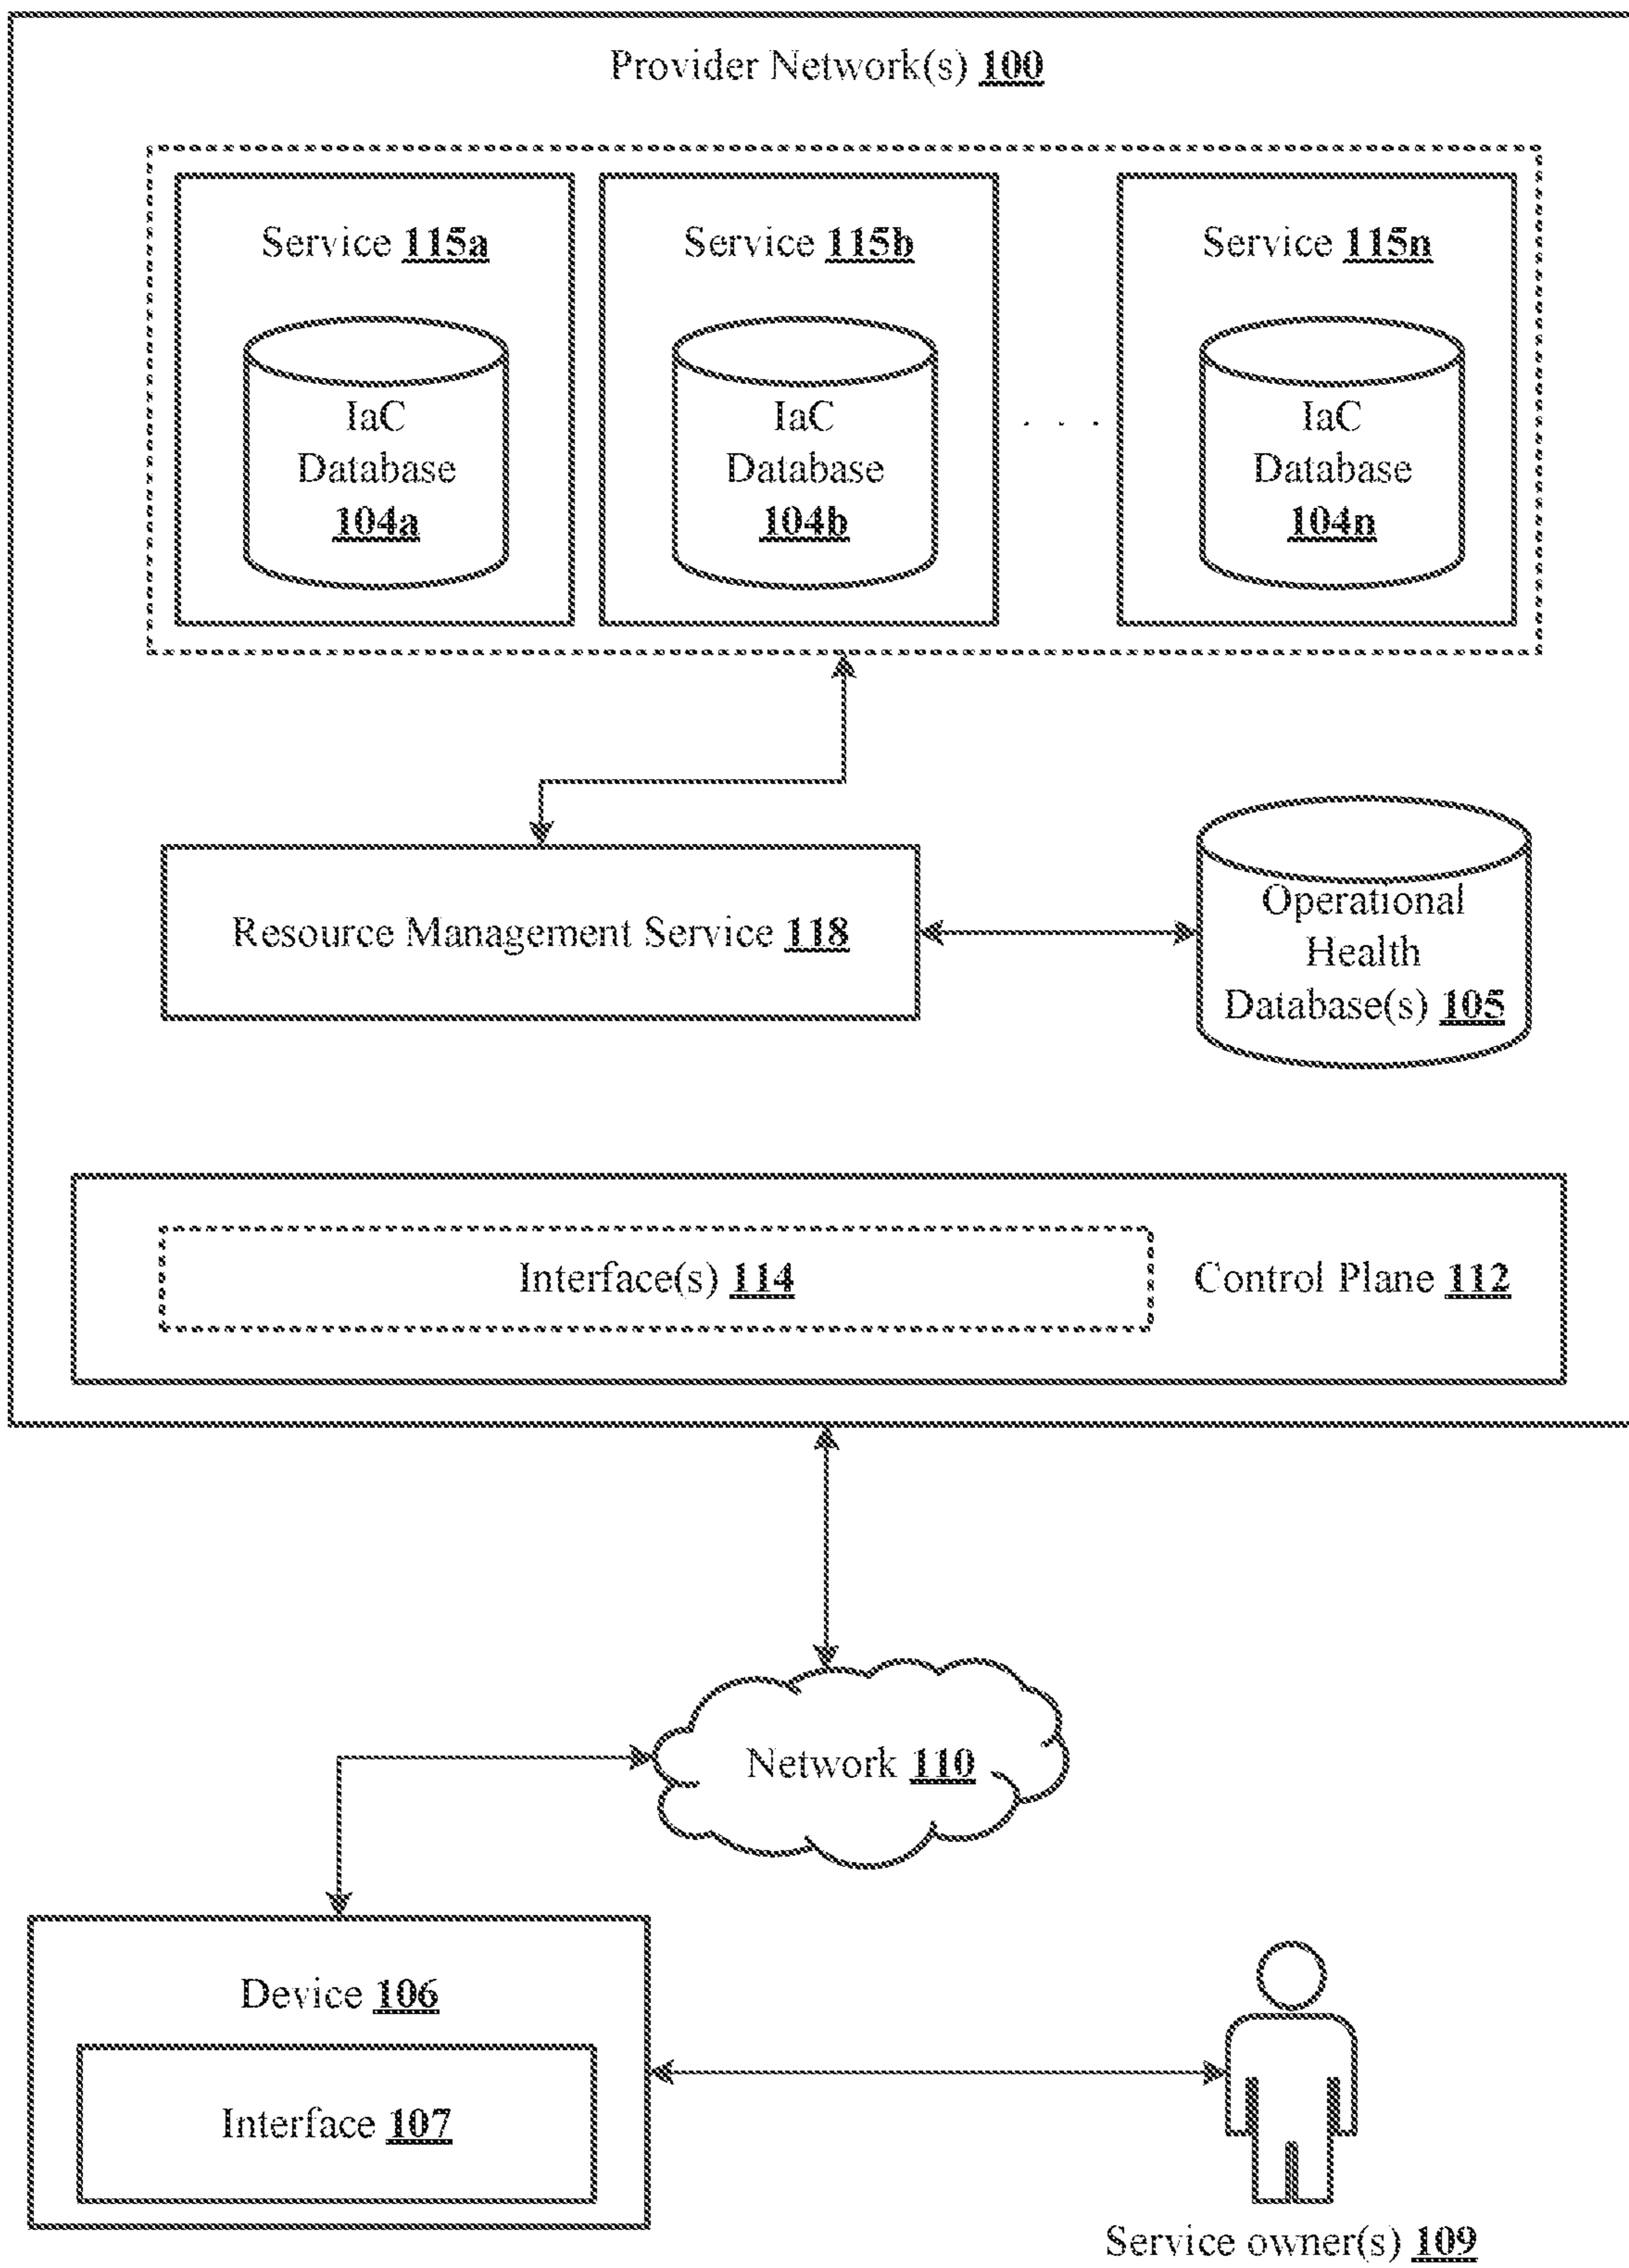 Provider Network(s) 100
Service 115a
Service 115b
Service 115n
IaC
Database
104a
IaC
Database
104b
. . .
IaC
Database
104n
Resource Management Service 118
Operational
Health
Database(s) 105
Interface(s) 114
Control Plane 112
Network 110
Device 106
Interface 107
Service owner(s) 109